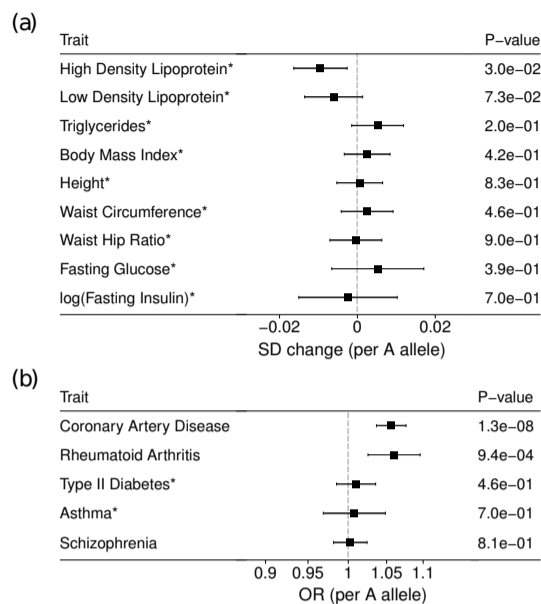 (a)
Trait P−value
High Density Lipoprotein* 3.0e−02
Low Density Lipoprotein* 7.3e−02
Triglycerides* 2.0e−01
Body Mass Index* 4.2e−01
Height* 8.3e−01
Waist Circumference* 4.6e−01
Waist Hip Ratio* 9.0e−01
Fasting Glucose* 3.9e−01
log(Fasting Insulin)* 7.0e−01
−0.02 0 0.02
SD change (per A allele)
(b)
Trait P−value
Coronary Artery Disease 1.3e−08
Rheumatoid Arthritis 9.4e−04
Type II Diabetes* 4.6e−01
Asthma* 7.0e−01
Schizophrenia 8.1e−01
0.9 0.95 1 1.05 1.1
OR (per A allele)